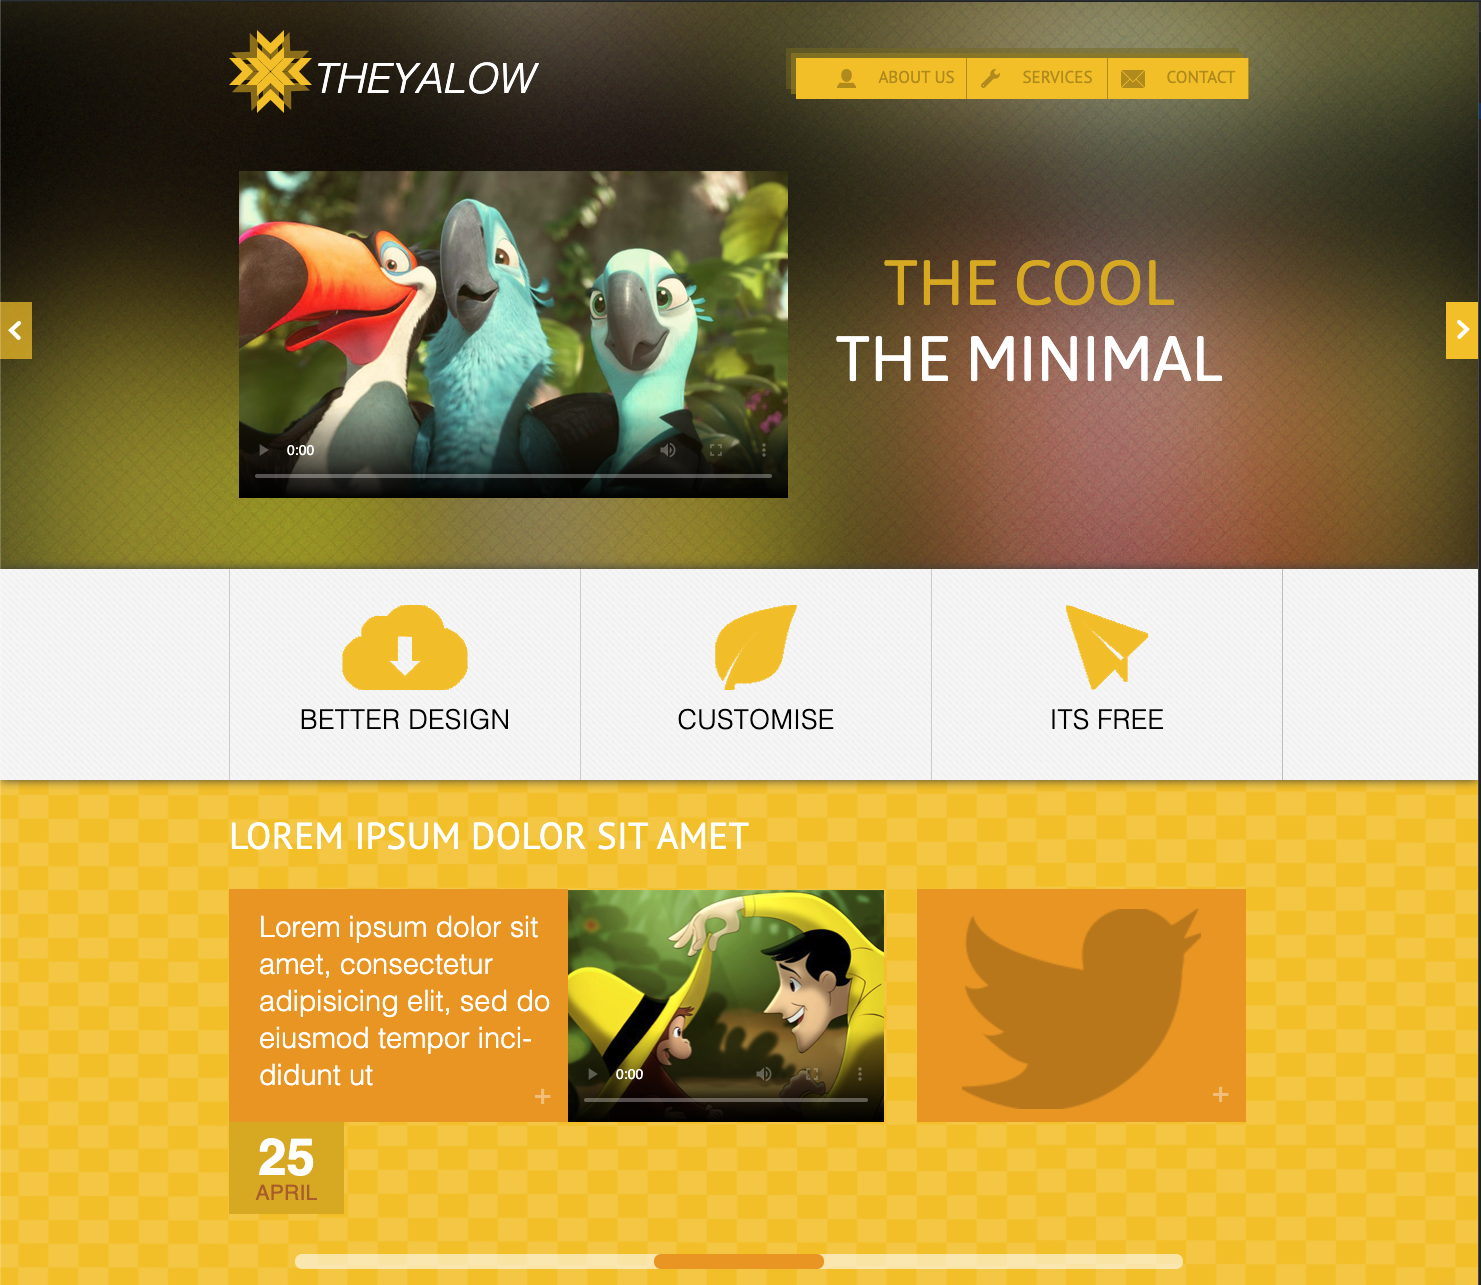 THEYALOW
ABOUT US
SERVICES
CONTACT
THE COOL
THE MINIMAL
0:00
BETTER DESIGN
CUSTOMISE
ITS FREE
LOREM IPSUM DOLOR SIT AMET
Lorem ipsum dolor sit
amet, consectetur
adipisicing elit, sed do
eiusmod tempor inci-
didunt ut
+
0:00
+
25
APRIL